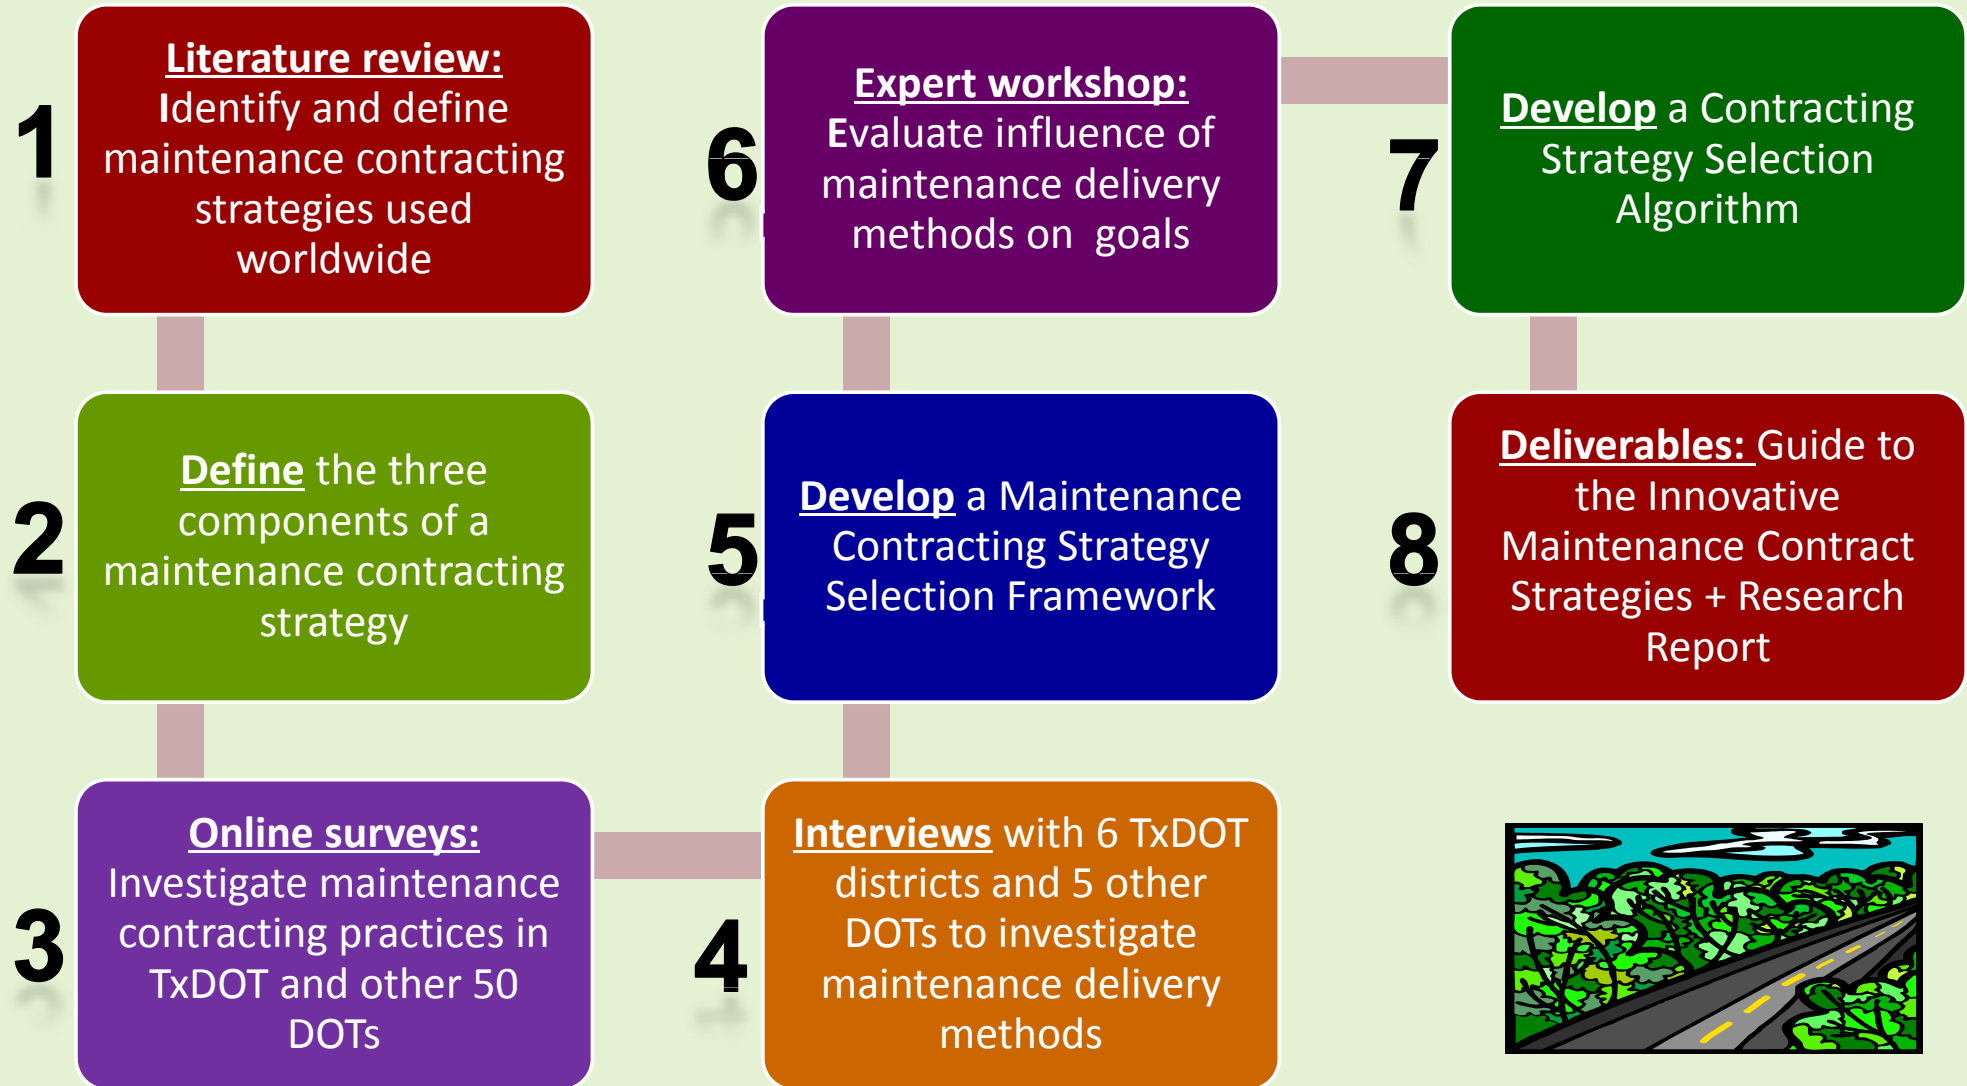 1
Literature review:
Identify and define
maintenance contracting
strategies used
worldwide
2
Define the three
components of a
maintenance contracting
strategy
3
Online surveys:
Investigate maintenance
contracting practices in
TxDOT and other 50
DOTs
4
Interviews with 6 TxDOT
districts and 5 other
DOTs to investigate
maintenance delivery
methods
5
Develop a Maintenance
Contracting Strategy
Selection Framework
6
Expert workshop:
Evaluate influence of
maintenance delivery
methods on goals
7
Develop a Contracting
Strategy Selection
Algorithm
8
Deliverables: Guide to
the Innovative
Maintenance Contract
Strategies + Research
Report